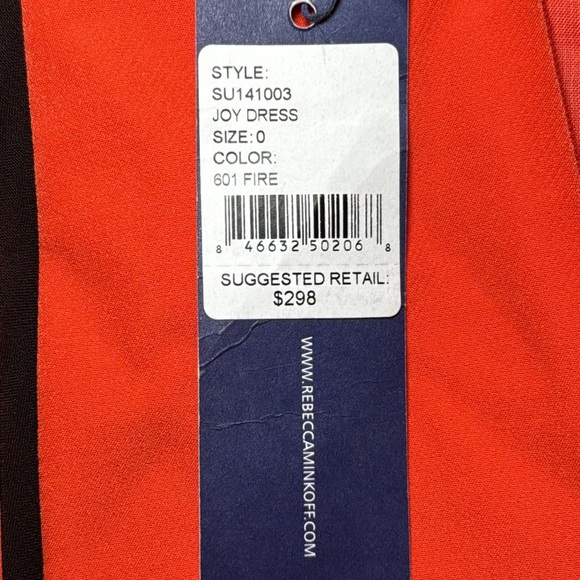 STYLE:
SU141003
JOY DRESS
SIZE: 0
COLOR:
601 FIRE
8 46632 50206 8
SUGGESTED RETAIL:
$298
WWW.REBECCAMINKOFF.COM